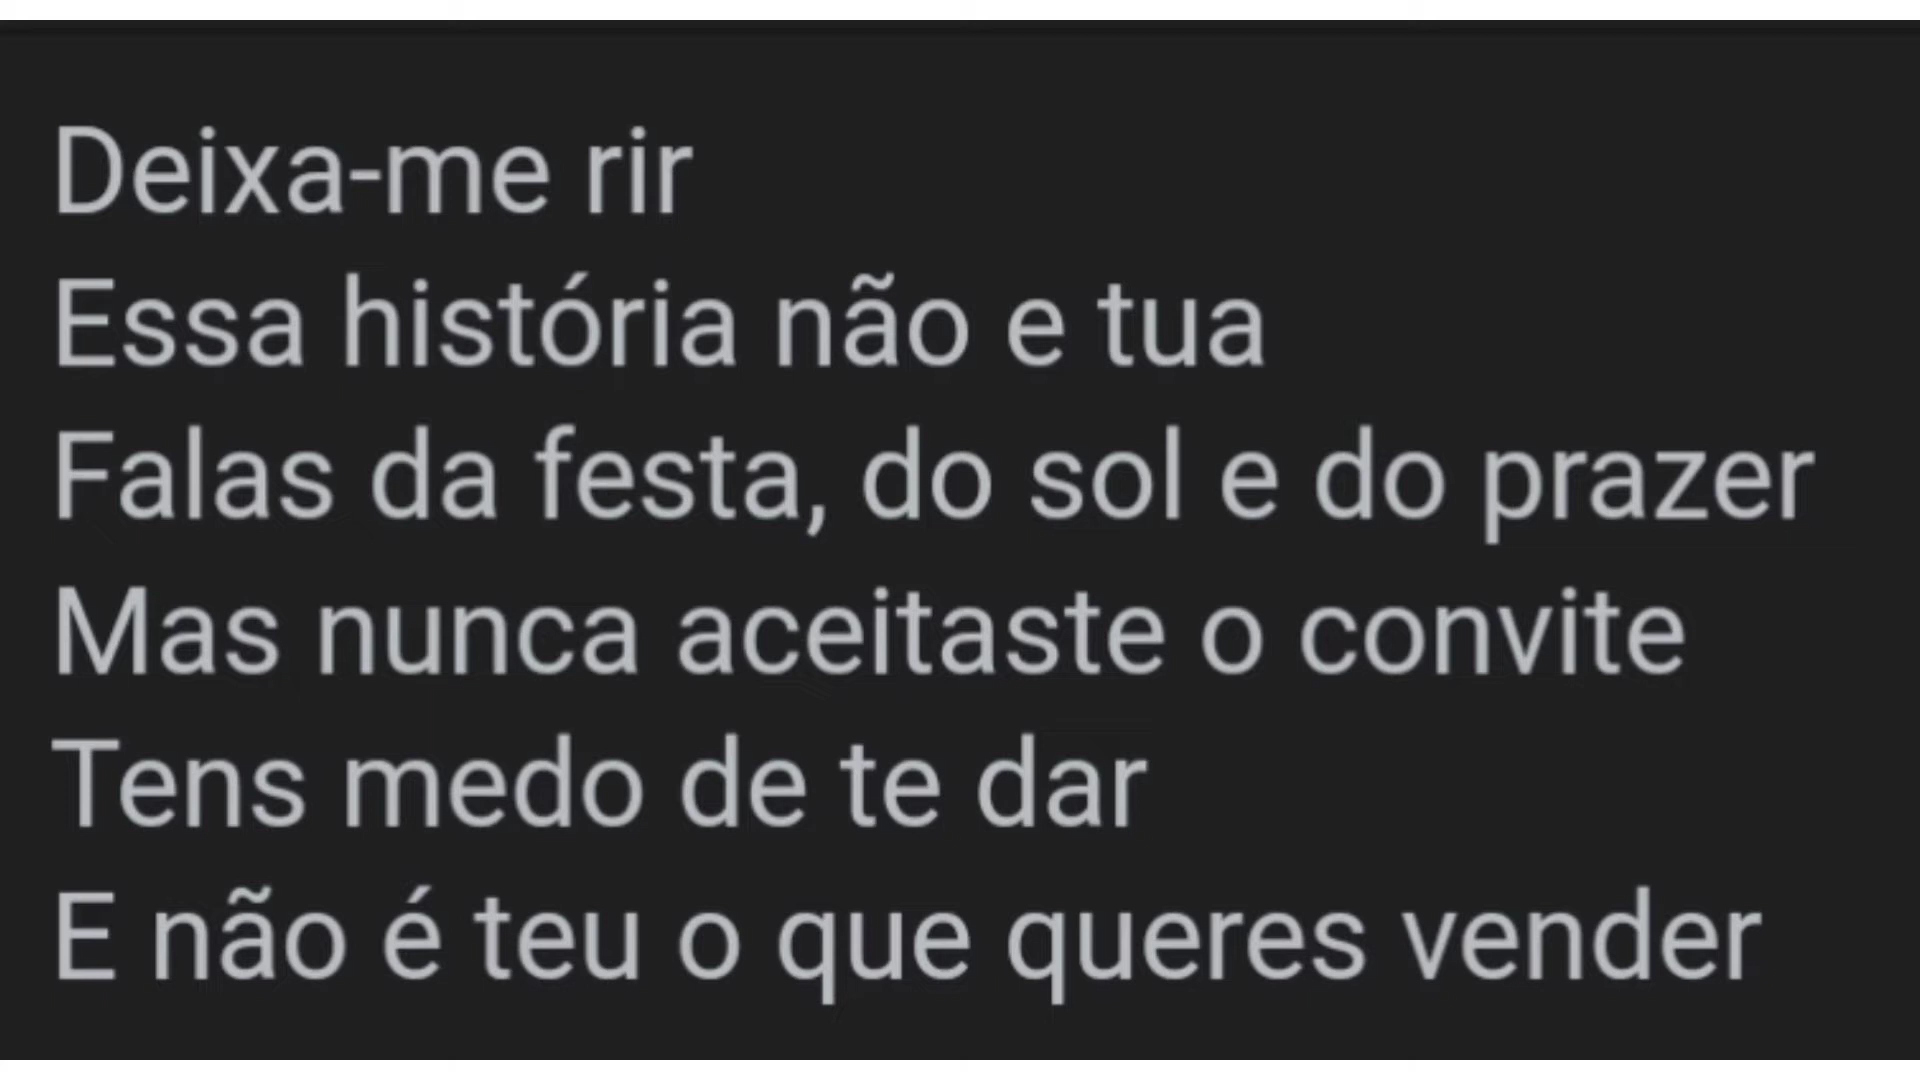 Deixa-me rir
Essa história não e tua
Falas da festa, do sol e do prazer
Mas nunca aceitaste o convite
Tens medo de te dar
E não é teu o que queres vender